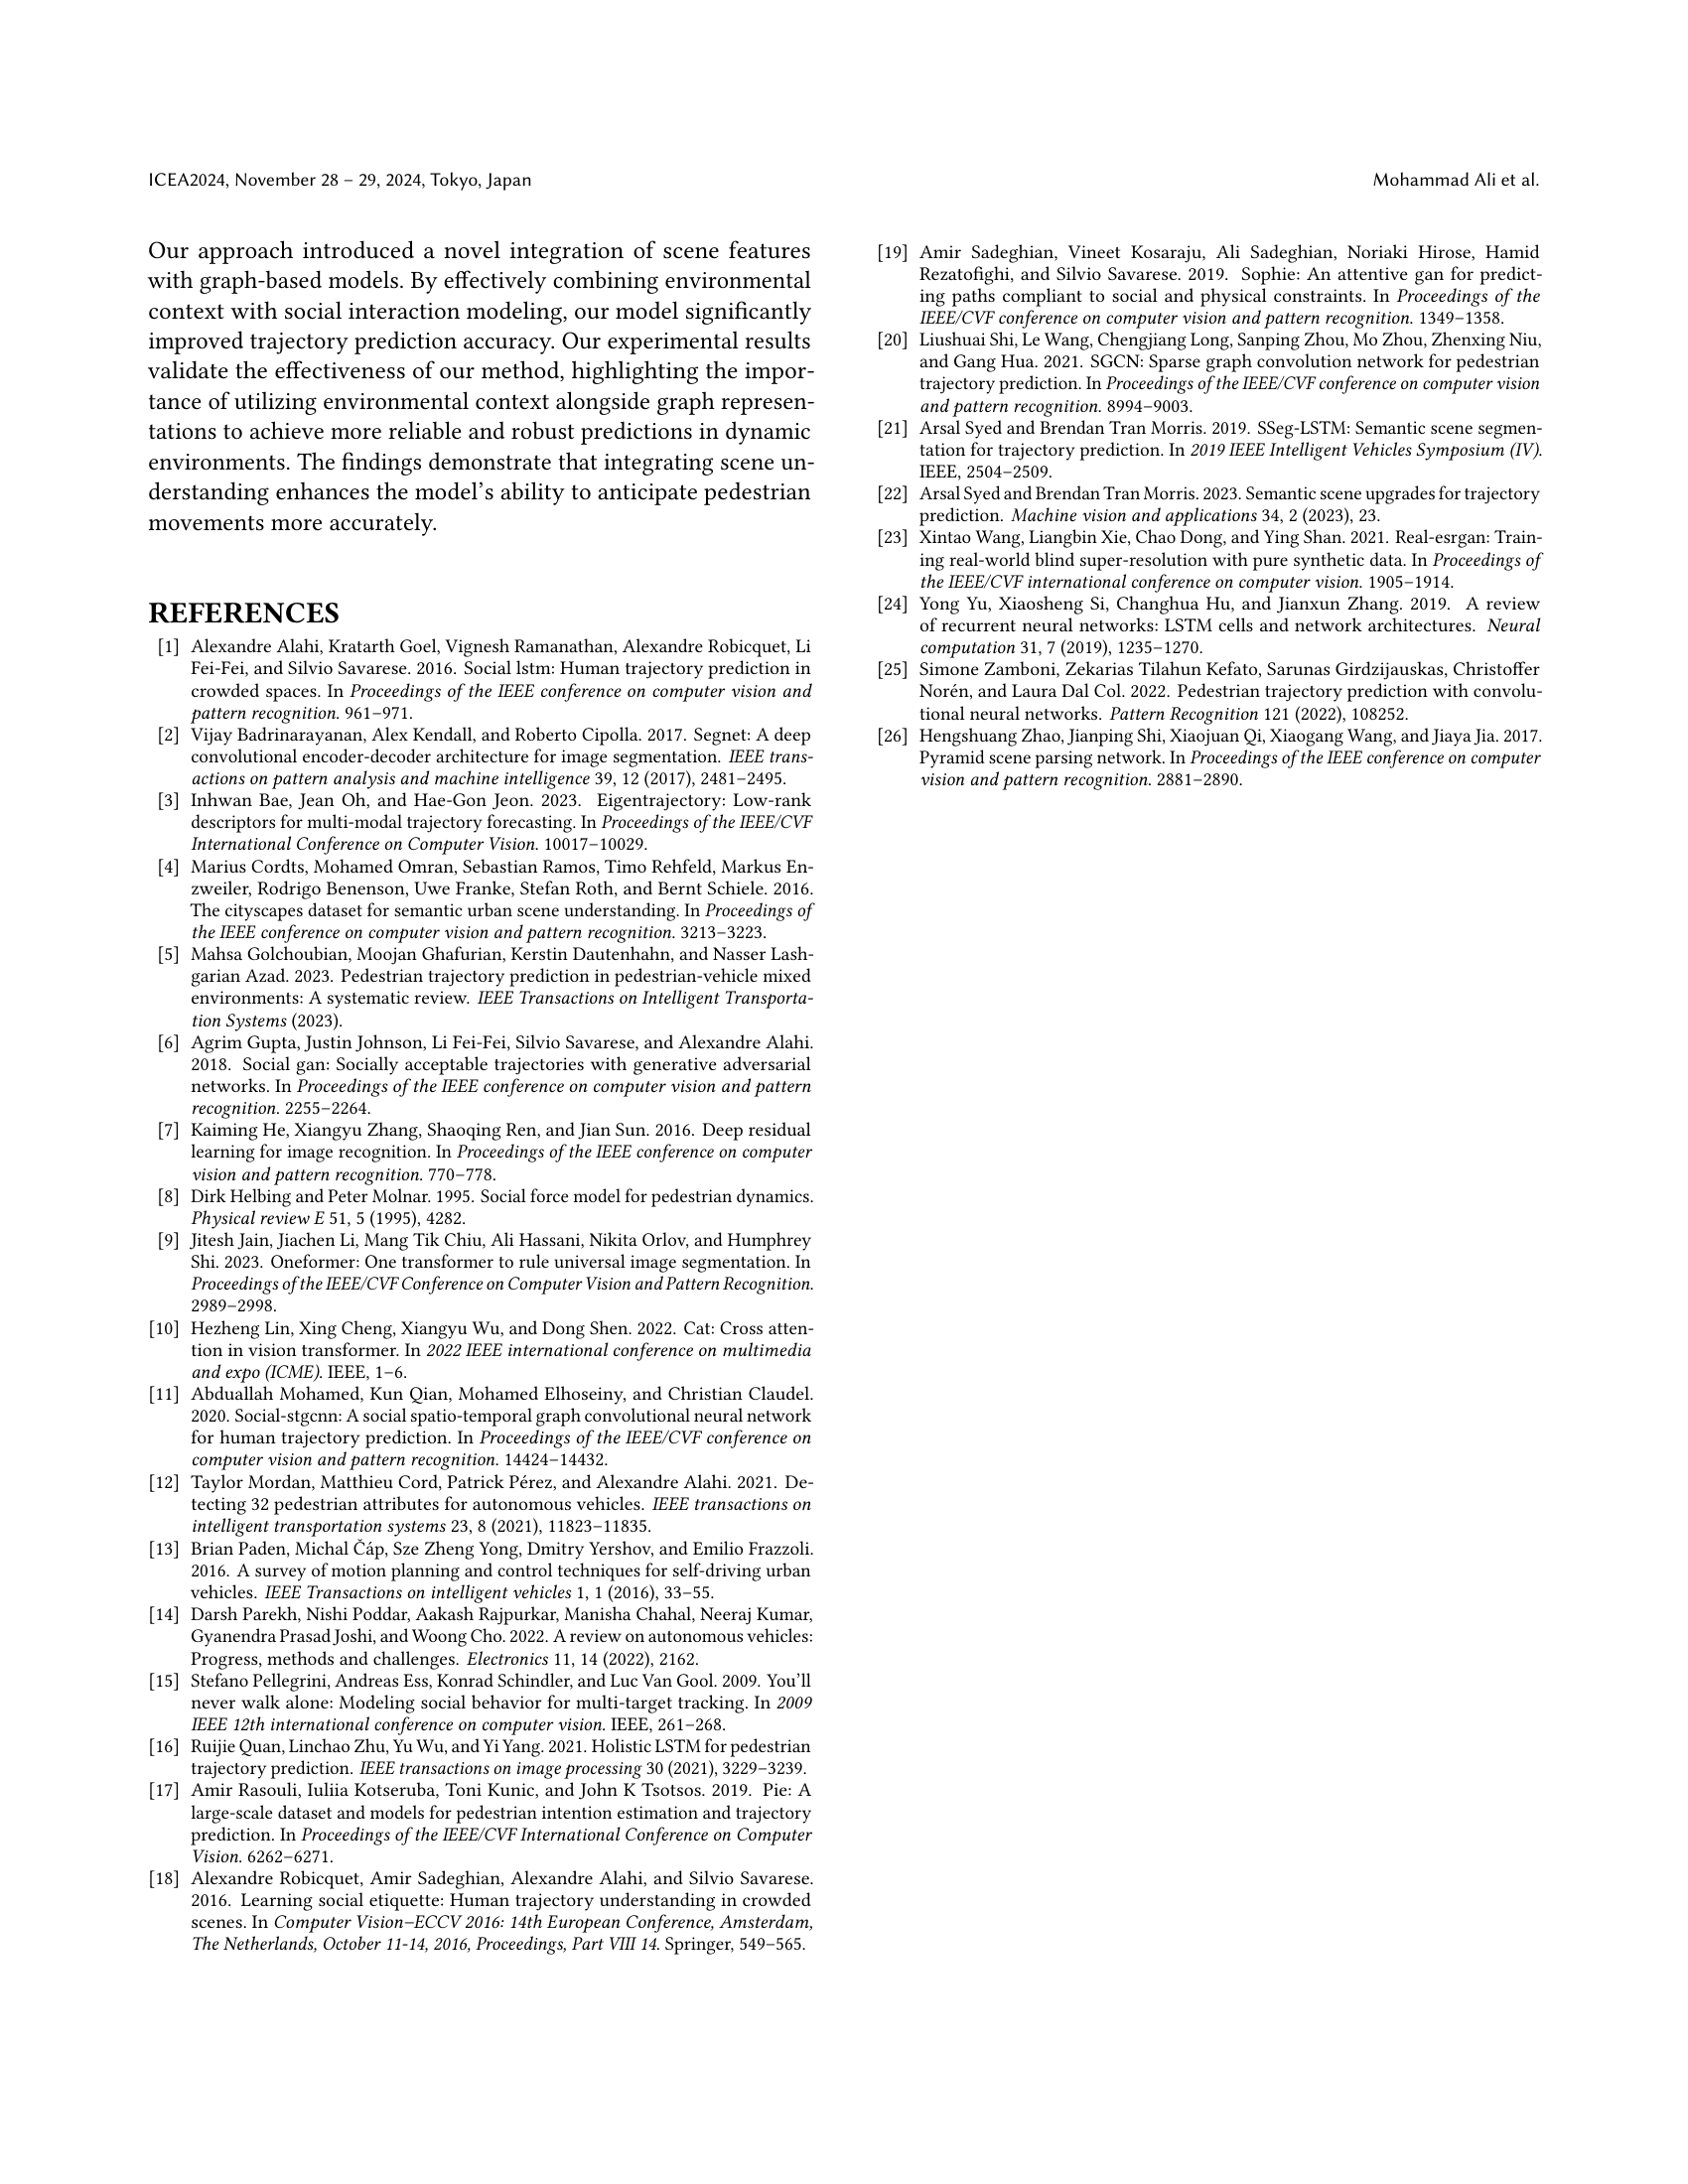 ICEA2024, November 28 – 29, 2024, Tokyo, Japan
Mohammad Ali et al.
Our approach introduced a novel integration of scene features
with graph-based models. By effectively combining environmental
context with social interaction modeling, our model significantly
improved trajectory prediction accuracy. Our experimental results
validate the effectiveness of our method, highlighting the impor-
tance of utilizing environmental context alongside graph represen-
tations to achieve more reliable and robust predictions in dynamic
environments. The findings demonstrate that integrating scene un-
derstanding enhances the model's ability to anticipate pedestrian
movements more accurately.
REFERENCES
[1] Alexandre Alahi, Kratarth Goel, Vignesh Ramanathan, Alexandre Robicquet, Li
Fei-Fei, and Silvio Savarese. 2016. Social lstm: Human trajectory prediction in
crowded spaces. In Proceedings of the IEEE conference on computer vision and
pattern recognition. 961–971.
[2] Vijay Badrinarayanan, Alex Kendall, and Roberto Cipolla. 2017. Segnet: A deep
convolutional encoder-decoder architecture for image segmentation. IEEE trans-
actions on pattern analysis and machine intelligence 39, 12 (2017), 2481–2495.
[3] Inhwan Bae, Jean Oh, and Hae-Gon Jeon. 2023. Eigentrajectory: Low-rank
descriptors for multi-modal trajectory forecasting. In Proceedings of the IEEE/CVF
International Conference on Computer Vision. 10017–10029.
[4] Marius Cordts, Mohamed Omran, Sebastian Ramos, Timo Rehfeld, Markus En-
zweiler, Rodrigo Benenson, Uwe Franke, Stefan Roth, and Bernt Schiele. 2016.
The cityscapes dataset for semantic urban scene understanding. In Proceedings of
the IEEE conference on computer vision and pattern recognition. 3213–3223.
[5] Mahsa Golchoubian, Moojan Ghafurian, Kerstin Dautenhahn, and Nasser Lash-
garian Azad. 2023. Pedestrian trajectory prediction in pedestrian-vehicle mixed
environments: A systematic review. IEEE Transactions on Intelligent Transporta-
tion Systems (2023).
[6] Agrim Gupta, Justin Johnson, Li Fei-Fei, Silvio Savarese, and Alexandre Alahi.
2018. Social gan: Socially acceptable trajectories with generative adversarial
networks. In Proceedings of the IEEE conference on computer vision and pattern
recognition. 2255–2264.
[7] Kaiming He, Xiangyu Zhang, Shaoqing Ren, and Jian Sun. 2016. Deep residual
learning for image recognition. In Proceedings of the IEEE conference on computer
vision and pattern recognition. 770–778.
[8] Dirk Helbing and Peter Molnar. 1995. Social force model for pedestrian dynamics.
Physical review E 51, 5 (1995), 4282.
[9] Jitesh Jain, Jiachen Li, Mang Tik Chiu, Ali Hassani, Nikita Orlov, and Humphrey
Shi. 2023. Oneformer: One transformer to rule universal image segmentation. In
Proceedings of the IEEE/CVF Conference on Computer Vision and Pattern Recognition.
2989–2998.
[10] Hezheng Lin, Xing Cheng, Xiangyu Wu, and Dong Shen. 2022. Cat: Cross atten-
tion in vision transformer. In 2022 IEEE international conference on multimedia
and expo (ICME). IEEE, 1–6.
[11] Abduallah Mohamed, Kun Qian, Mohamed Elhoseiny, and Christian Claudel.
2020. Social-stgcnn: A social spatio-temporal graph convolutional neural network
for human trajectory prediction. In Proceedings of the IEEE/CVF conference on
computer vision and pattern recognition. 14424–14432.
[12] Taylor Mordan, Matthieu Cord, Patrick Pérez, and Alexandre Alahi. 2021. De-
tecting 32 pedestrian attributes for autonomous vehicles. IEEE transactions on
intelligent transportation systems 23, 8 (2021), 11823–11835.
[13] Brian Paden, Michal Čáp, Sze Zheng Yong, Dmitry Yershov, and Emilio Frazzoli.
2016. A survey of motion planning and control techniques for self-driving urban
vehicles. IEEE Transactions on intelligent vehicles 1, 1 (2016), 33–55.
[14] Darsh Parekh, Nishi Poddar, Aakash Rajpurkar, Manisha Chahal, Neeraj Kumar,
Gyanendra Prasad Joshi, and Woong Cho. 2022. A review on autonomous vehicles:
Progress, methods and challenges. Electronics 11, 14 (2022), 2162.
[15] Stefano Pellegrini, Andreas Ess, Konrad Schindler, and Luc Van Gool. 2009. You'll
never walk alone: Modeling social behavior for multi-target tracking. In 2009
IEEE 12th international conference on computer vision. IEEE, 261–268.
[16] Ruijie Quan, Linchao Zhu, Yu Wu, and Yi Yang. 2021. Holistic LSTM for pedestrian
trajectory prediction. IEEE transactions on image processing 30 (2021), 3229–3239.
[17] Amir Rasouli, Iuliia Kotseruba, Toni Kunic, and John K Tsotsos. 2019. Pie: A
large-scale dataset and models for pedestrian intention estimation and trajectory
prediction. In Proceedings of the IEEE/CVF International Conference on Computer
Vision. 6262–6271.
[18] Alexandre Robicquet, Amir Sadeghian, Alexandre Alahi, and Silvio Savarese.
2016. Learning social etiquette: Human trajectory understanding in crowded
scenes. In Computer Vision–ECCV 2016: 14th European Conference, Amsterdam,
The Netherlands, October 11-14, 2016, Proceedings, Part VIII 14. Springer, 549–565.
[19] Amir Sadeghian, Vineet Kosaraju, Ali Sadeghian, Noriaki Hirose, Hamid
Rezatofighi, and Silvio Savarese. 2019. Sophie: An attentive gan for predict-
ing paths compliant to social and physical constraints. In Proceedings of the
IEEE/CVF conference on computer vision and pattern recognition. 1349–1358.
[20] Liushuai Shi, Le Wang, Chengjiang Long, Sanping Zhou, Mo Zhou, Zhenxing Niu,
and Gang Hua. 2021. SGCN: Sparse graph convolution network for pedestrian
trajectory prediction. In Proceedings of the IEEE/CVF conference on computer vision
and pattern recognition. 8994–9003.
[21] Arsal Syed and Brendan Tran Morris. 2019. SSeg-LSTM: Semantic scene segmen-
tation for trajectory prediction. In 2019 IEEE Intelligent Vehicles Symposium (IV).
IEEE, 2504–2509.
[22] Arsal Syed and Brendan Tran Morris. 2023. Semantic scene upgrades for trajectory
prediction. Machine vision and applications 34, 2 (2023), 23.
[23] Xintao Wang, Liangbin Xie, Chao Dong, and Ying Shan. 2021. Real-esrgan: Train-
ing real-world blind super-resolution with pure synthetic data. In Proceedings of
the IEEE/CVF international conference on computer vision. 1905–1914.
[24] Yong Yu, Xiaosheng Si, Changhua Hu, and Jianxun Zhang. 2019. A review
of recurrent neural networks: LSTM cells and network architectures. Neural
computation 31, 7 (2019), 1235–1270.
[25] Simone Zamboni, Zekarias Tilahun Kefato, Sarunas Girdzijauskas, Christoffer
Norén, and Laura Dal Col. 2022. Pedestrian trajectory prediction with convolu-
tional neural networks. Pattern Recognition 121 (2022), 108252.
[26] Hengshuang Zhao, Jianping Shi, Xiaojuan Qi, Xiaogang Wang, and Jiaya Jia. 2017.
Pyramid scene parsing network. In Proceedings of the IEEE conference on computer
vision and pattern recognition. 2881–2890.